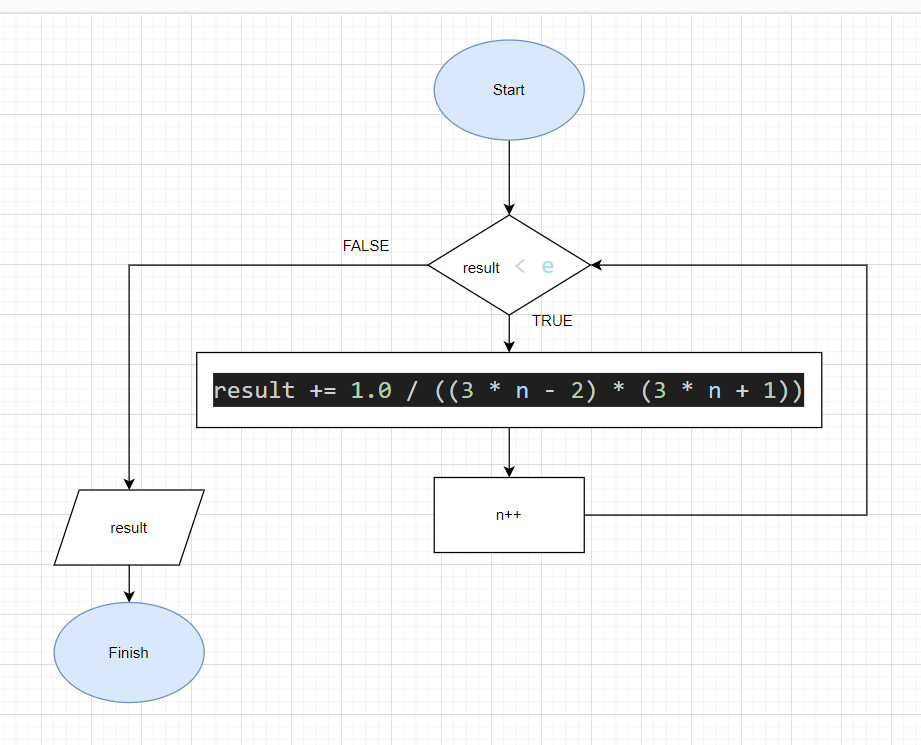 Start
FALSE
result < e
TRUE
result += 1.0 / ((3 * n - 2) * (3 * n + 1))
n++
result
Finish